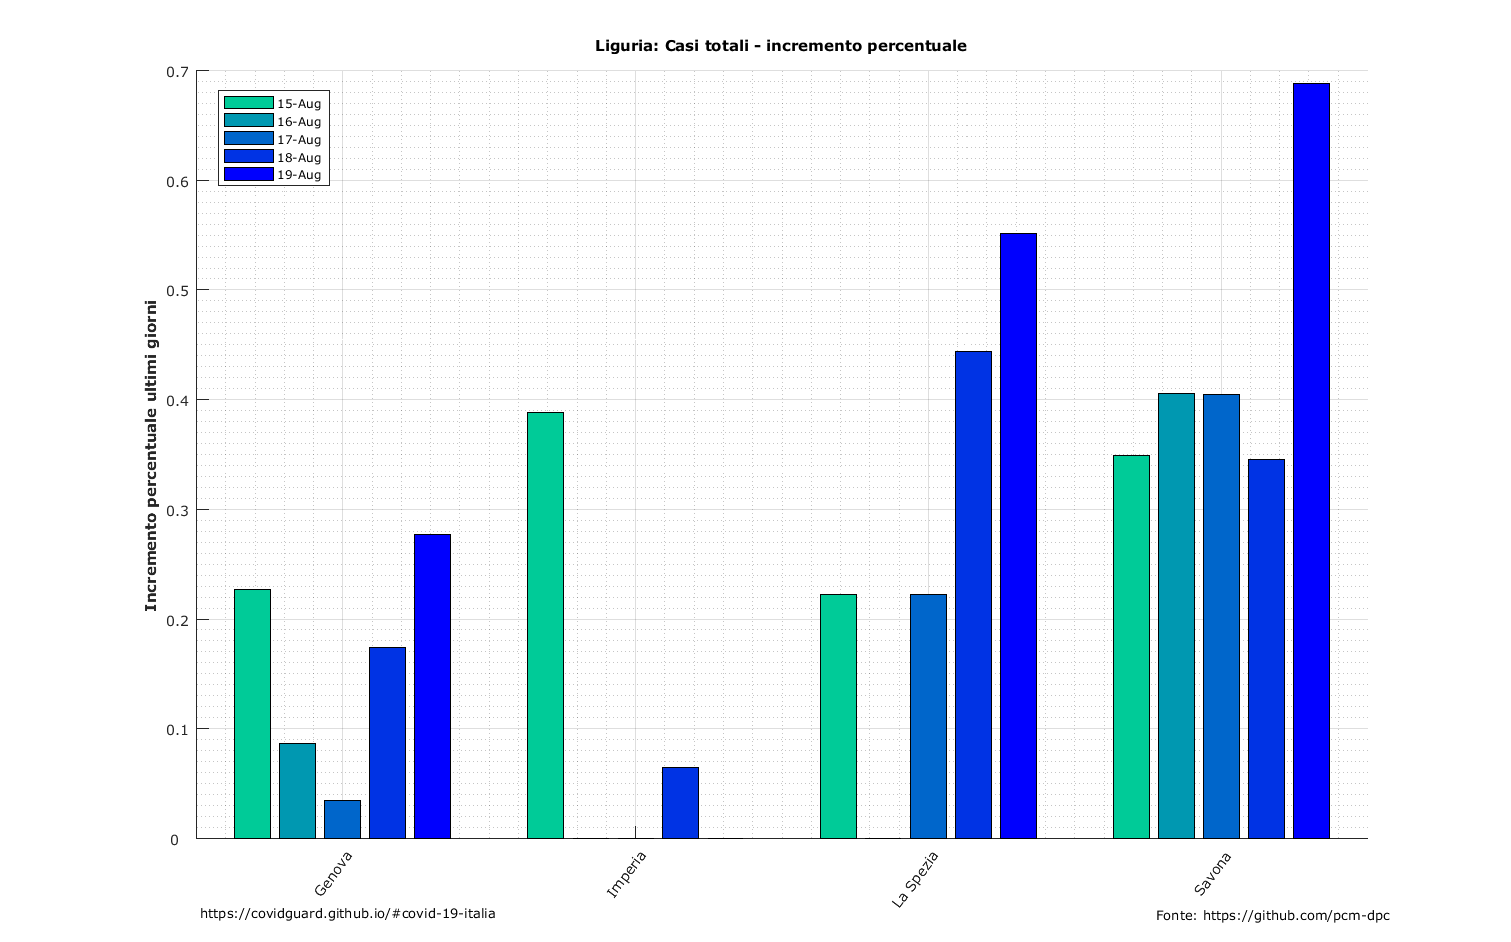 Liguria: Casi totali - incremento percentuale
0.7
0.6
0.5
0.4
0.3
0.2
0.1
0
15-Aug
16-Aug
17-Aug
18-Aug
19-Aug
Incremento percentuale ultimi giorni
Genova
Imperia
La Spezia
Savona
https://covidguard.github.io/#covid-19-italia
Fonte: https://github.com/pcm-dpc